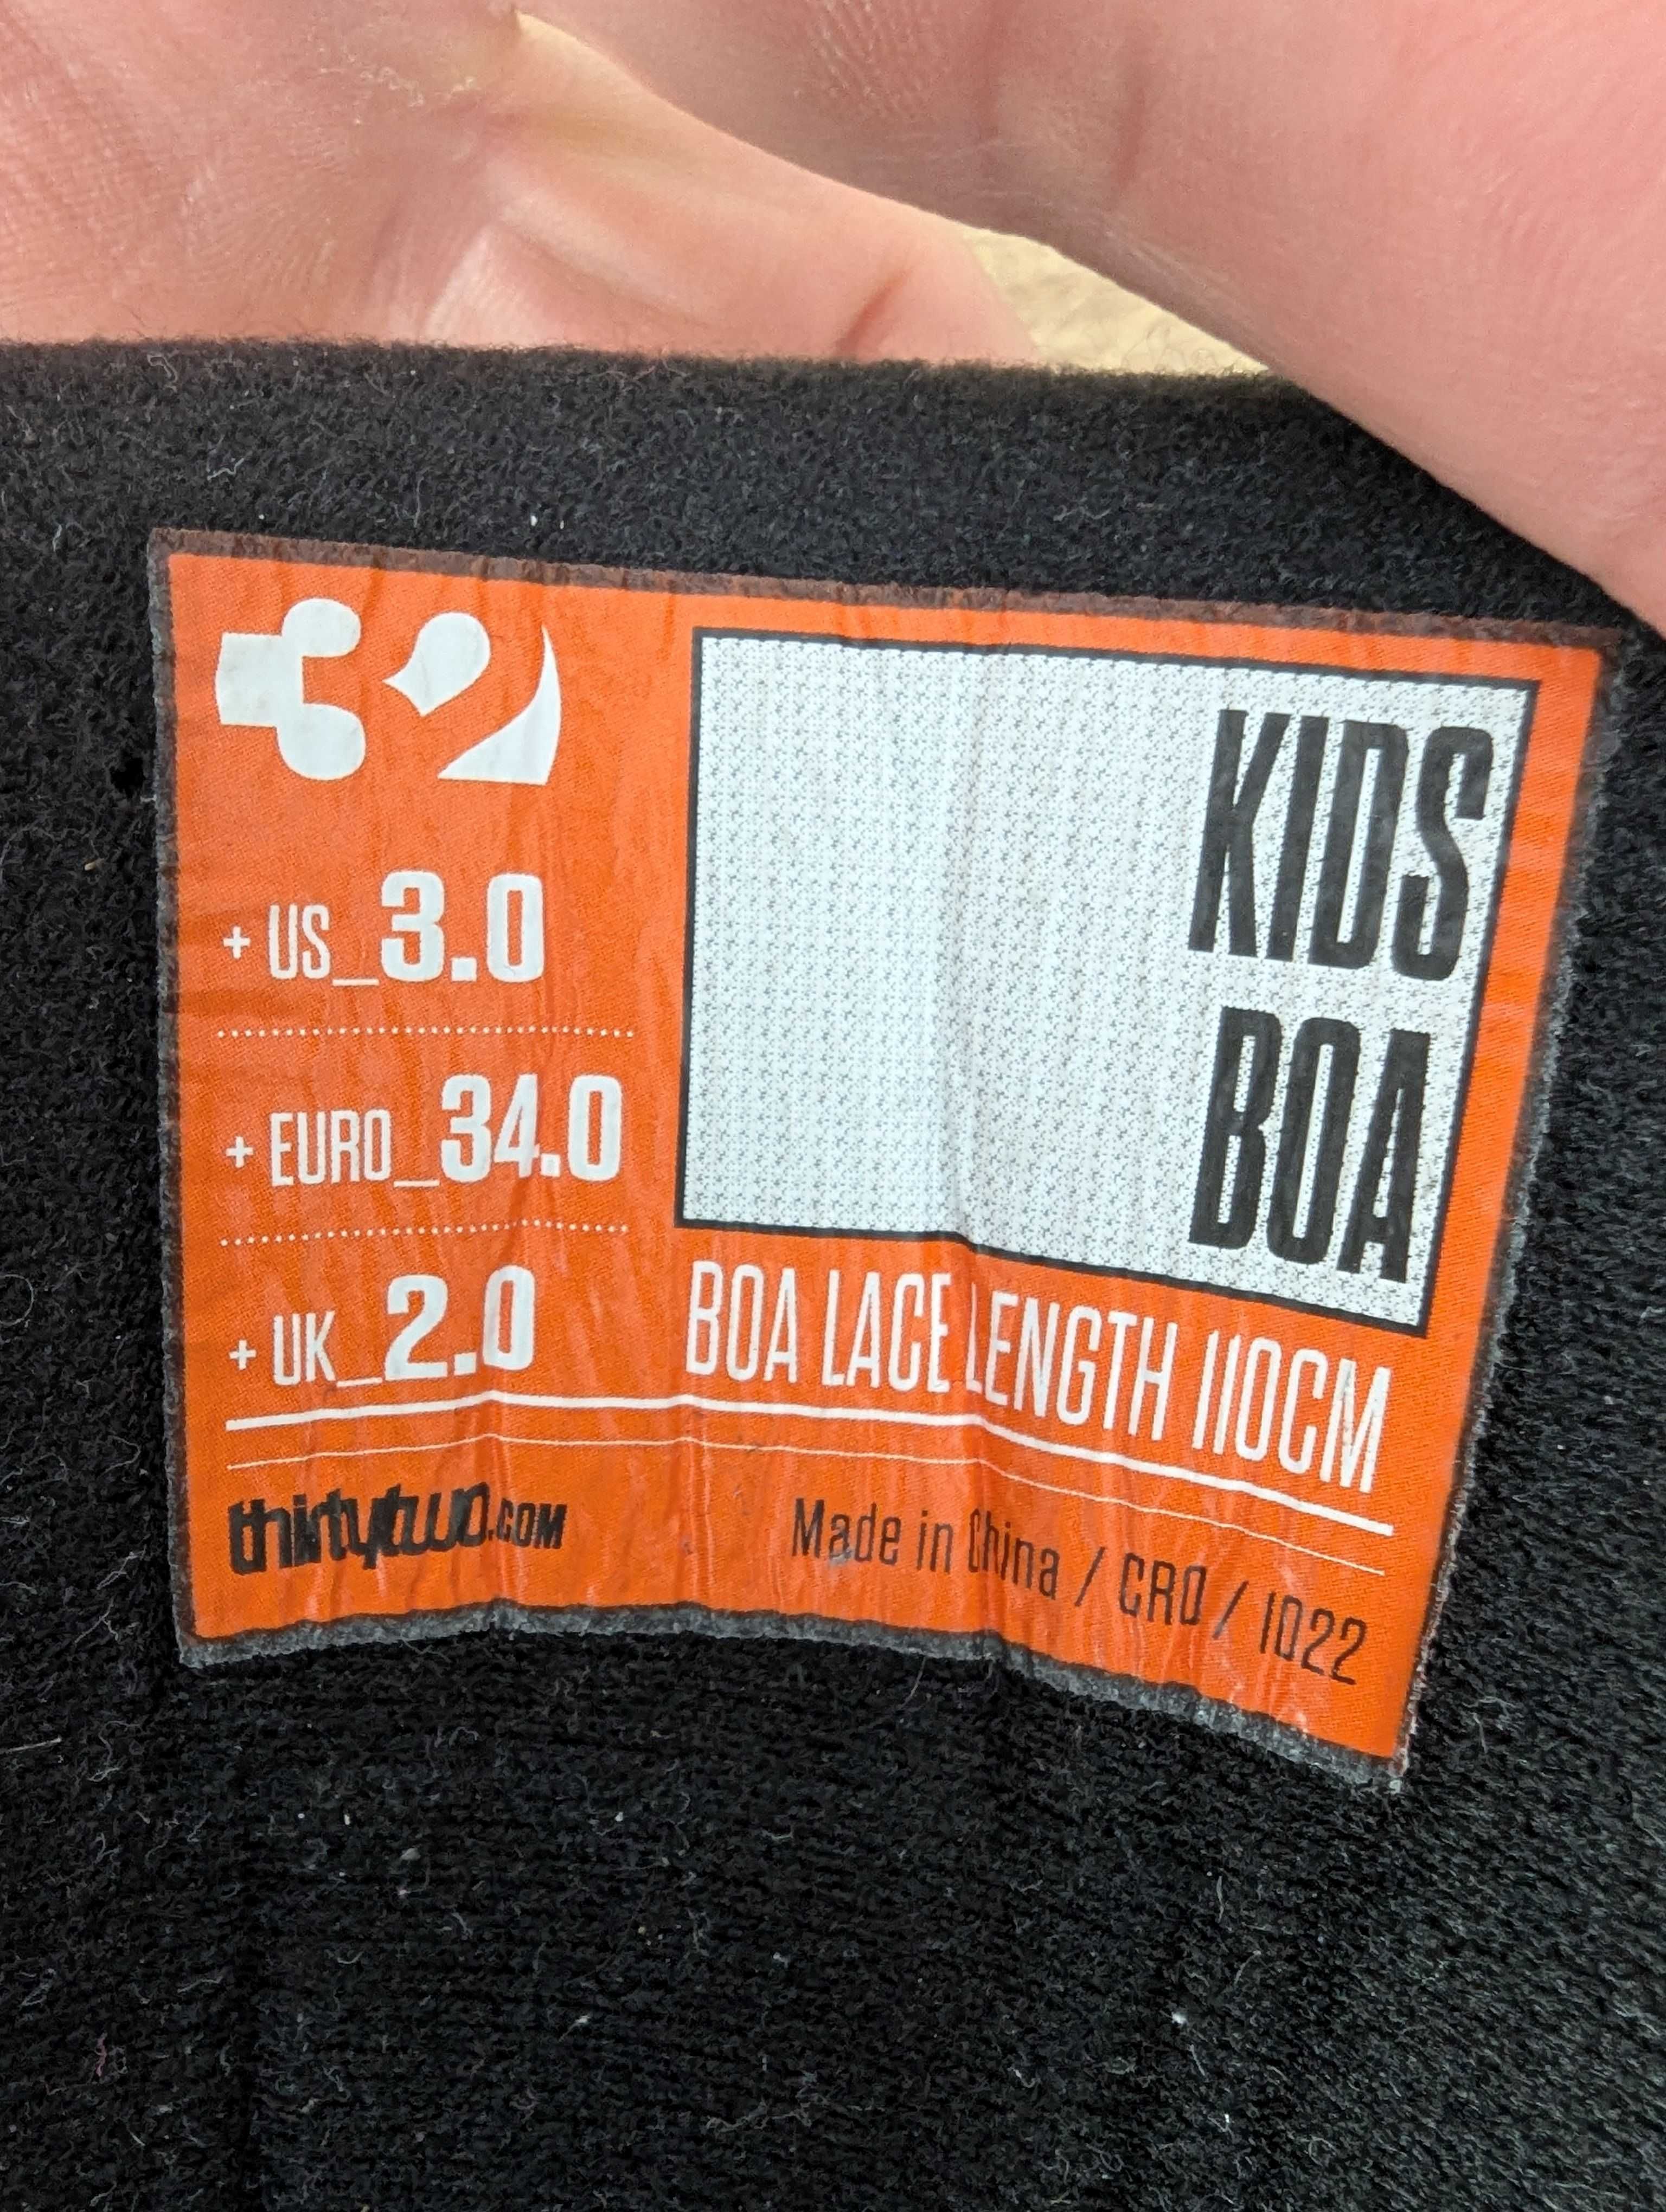 32
+ US_3.0
+ EURO_34.0
+ UK_2.0
KIDS
BOA
BOA LACE LENGTH 110CM
thirtytwo.COM
Made in China / CRO / 1022